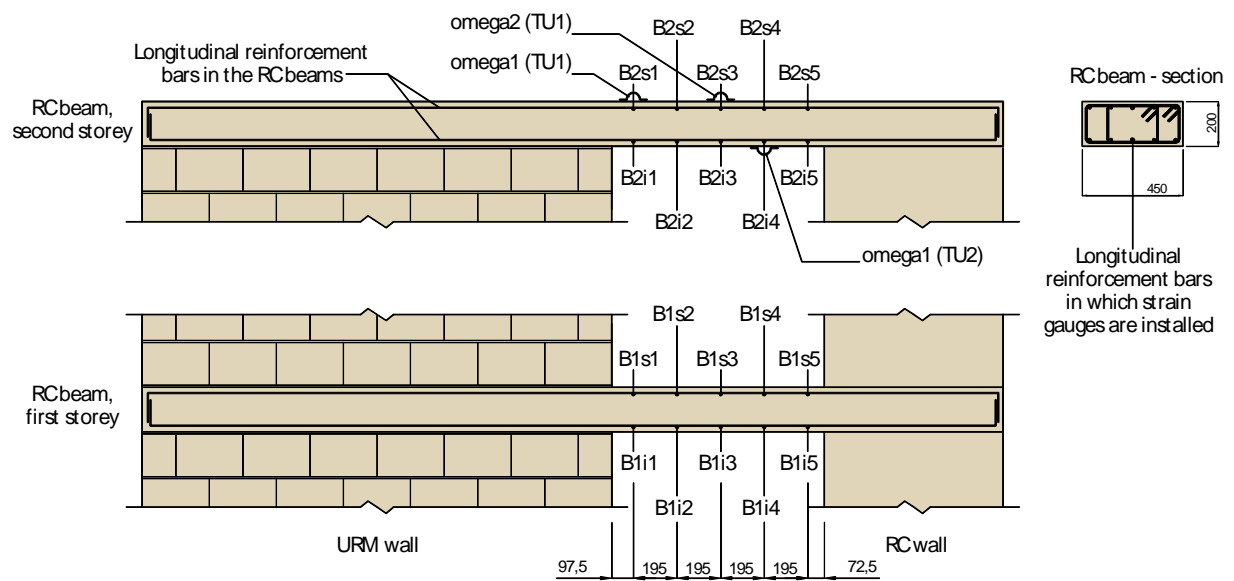 omega2 (TU1)
B2s2
B2s4
Longitudinal reinforcement
bars in the RC beams
omega1 (TU1)
B2s1
B2s3
B2s5
RC beam - section
RC beam,
second storey
200
450
B2i1
B2i3
B2i5
B2i2
B2i4
omega1 (TU2)
Longitudinal
reinforcement bars
in which strain
gauges are installed
B1s2
B1s4
B1s1
B1s3
B1s5
RC beam,
first storey
B1i1
B1i3
B1i5
B1i2
B1i4
URM wall
RC wall
97,5
195
195
195
195
72,5